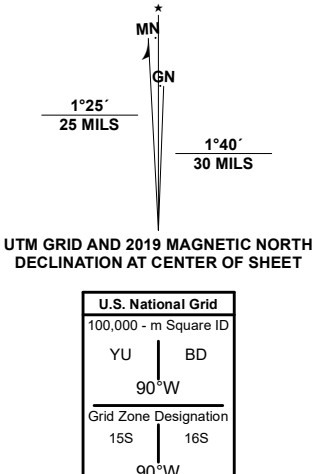 ★
MN
GN
1°25´
25 MILS
1°40´
30 MILS
UTM GRID AND 2019 MAGNETIC NORTH
DECLINATION AT CENTER OF SHEET
U.S. National Grid
100,000 - m Square ID
YU BD
90°W
Grid Zone Designation
15S 16S
90°W